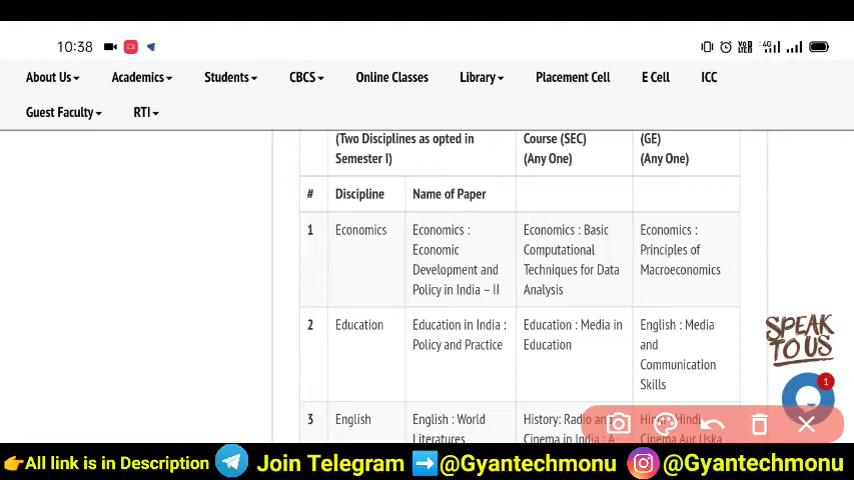 10:38
VoLTE 4G
About Us Academics Students CBCS Online Classes Library Placement Cell E Cell ICC
Guest Faculty RTI
(Two Disciplines as opted in
Semester I)
Course (SEC)
(Any One)
(GE)
(Any One)
# Discipline Name of Paper
1
Economics
Economics :
Economic
Development and
Policy in India – II
Economics : Basic
Computational
Techniques for Data
Analysis
Economics :
Principles of
Macroeconomics
2
Education
Education in India :
Policy and Practice
Education : Media in
Education
English : Media
and
Communication
Skills
3
English
English : World
Literatures
History: Radio and
Cinema in India : A
Hindi : Hindi
Cinema Aur Uska
SPEAK
TO US
1
All link is in Description Join Telegram @Gyantechmonu @Gyantechmonu